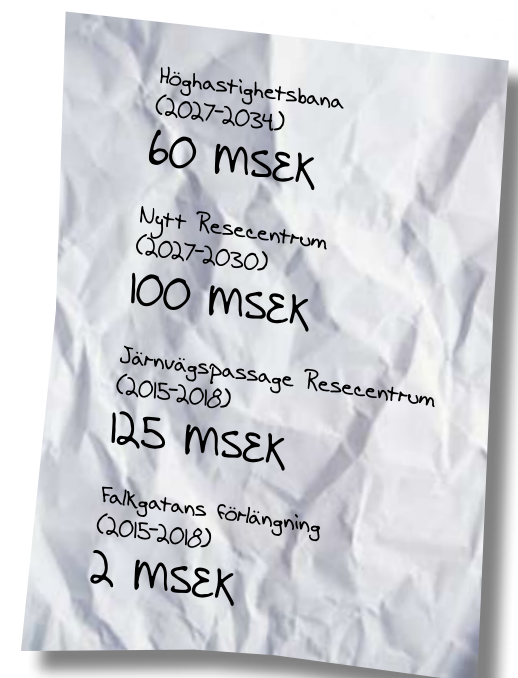 Höghastighetsbana
(2027-2034)
60 MSEK
Nytt Resecentrum
(2027-2030)
100 MSEK
Järnvägspassage Resecentrum
(2015-2018)
125 MSEK
Falkgatans förlängning
(2015-2018)
2 MSEK